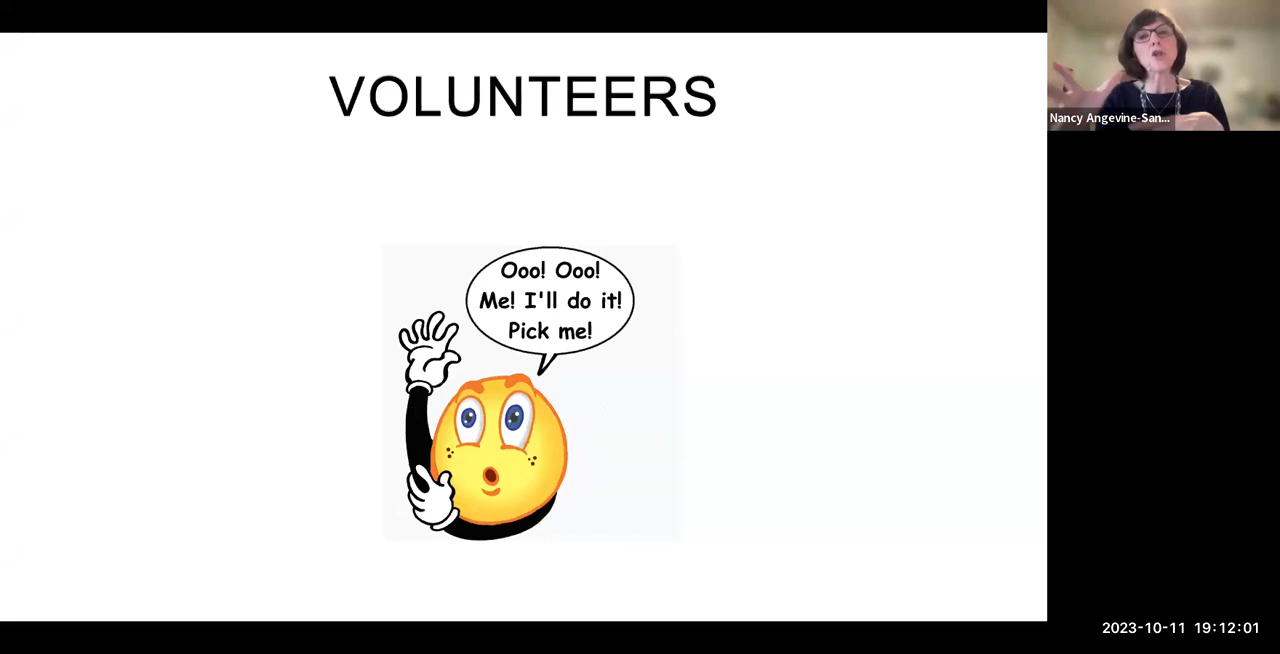 VOLUNTEERS
Ooo! Ooo!
Me! I'll do it!
Pick me!
Nancy Angevine-San...
2023-10-11 19:12:01